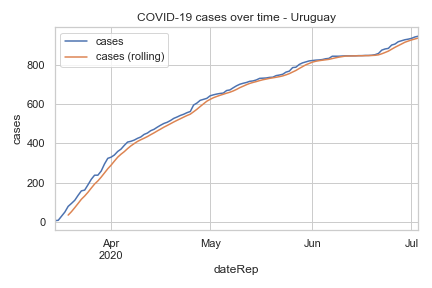 COVID-19 cases over time - Uruguay
cases
cases (rolling)
800
600
400
200
0
cases
Apr
2020
May
Jun
Jul
dateRep